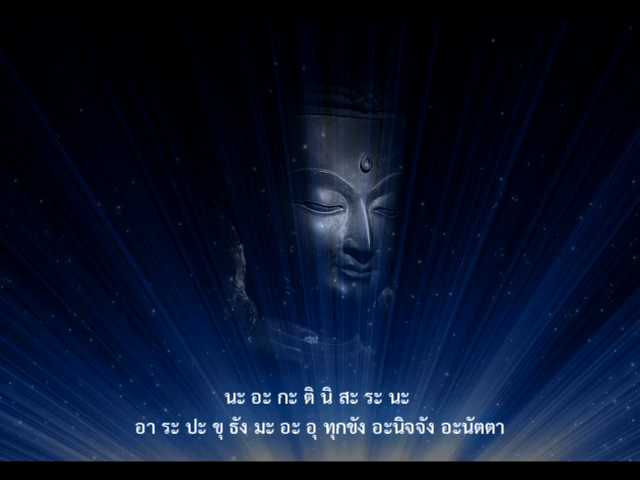 นะ อะ กะ ติ นิ สะ ระ นะ
อา ระ ปะ ขุ ธัง มะ อะ อุ ทุกขัง อะนิจจัง อะนัตตา